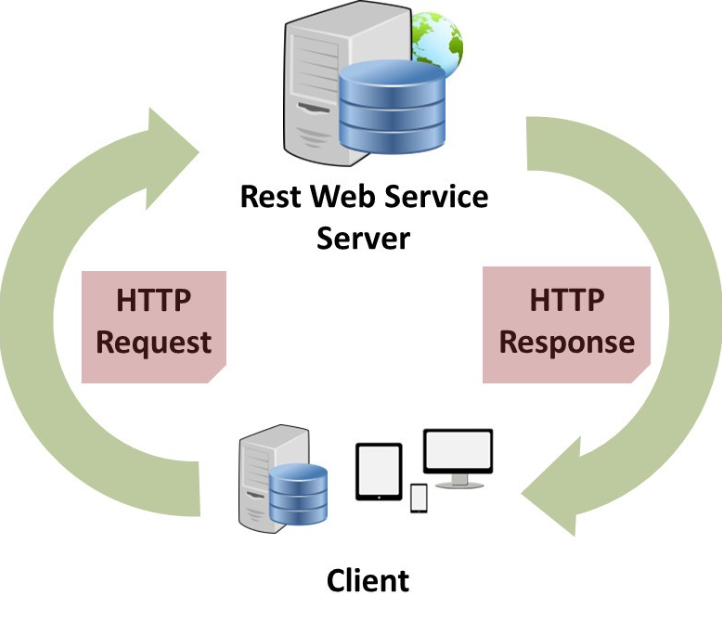 Rest Web Service
Server
HTTP
Request
HTTP
Response
Client